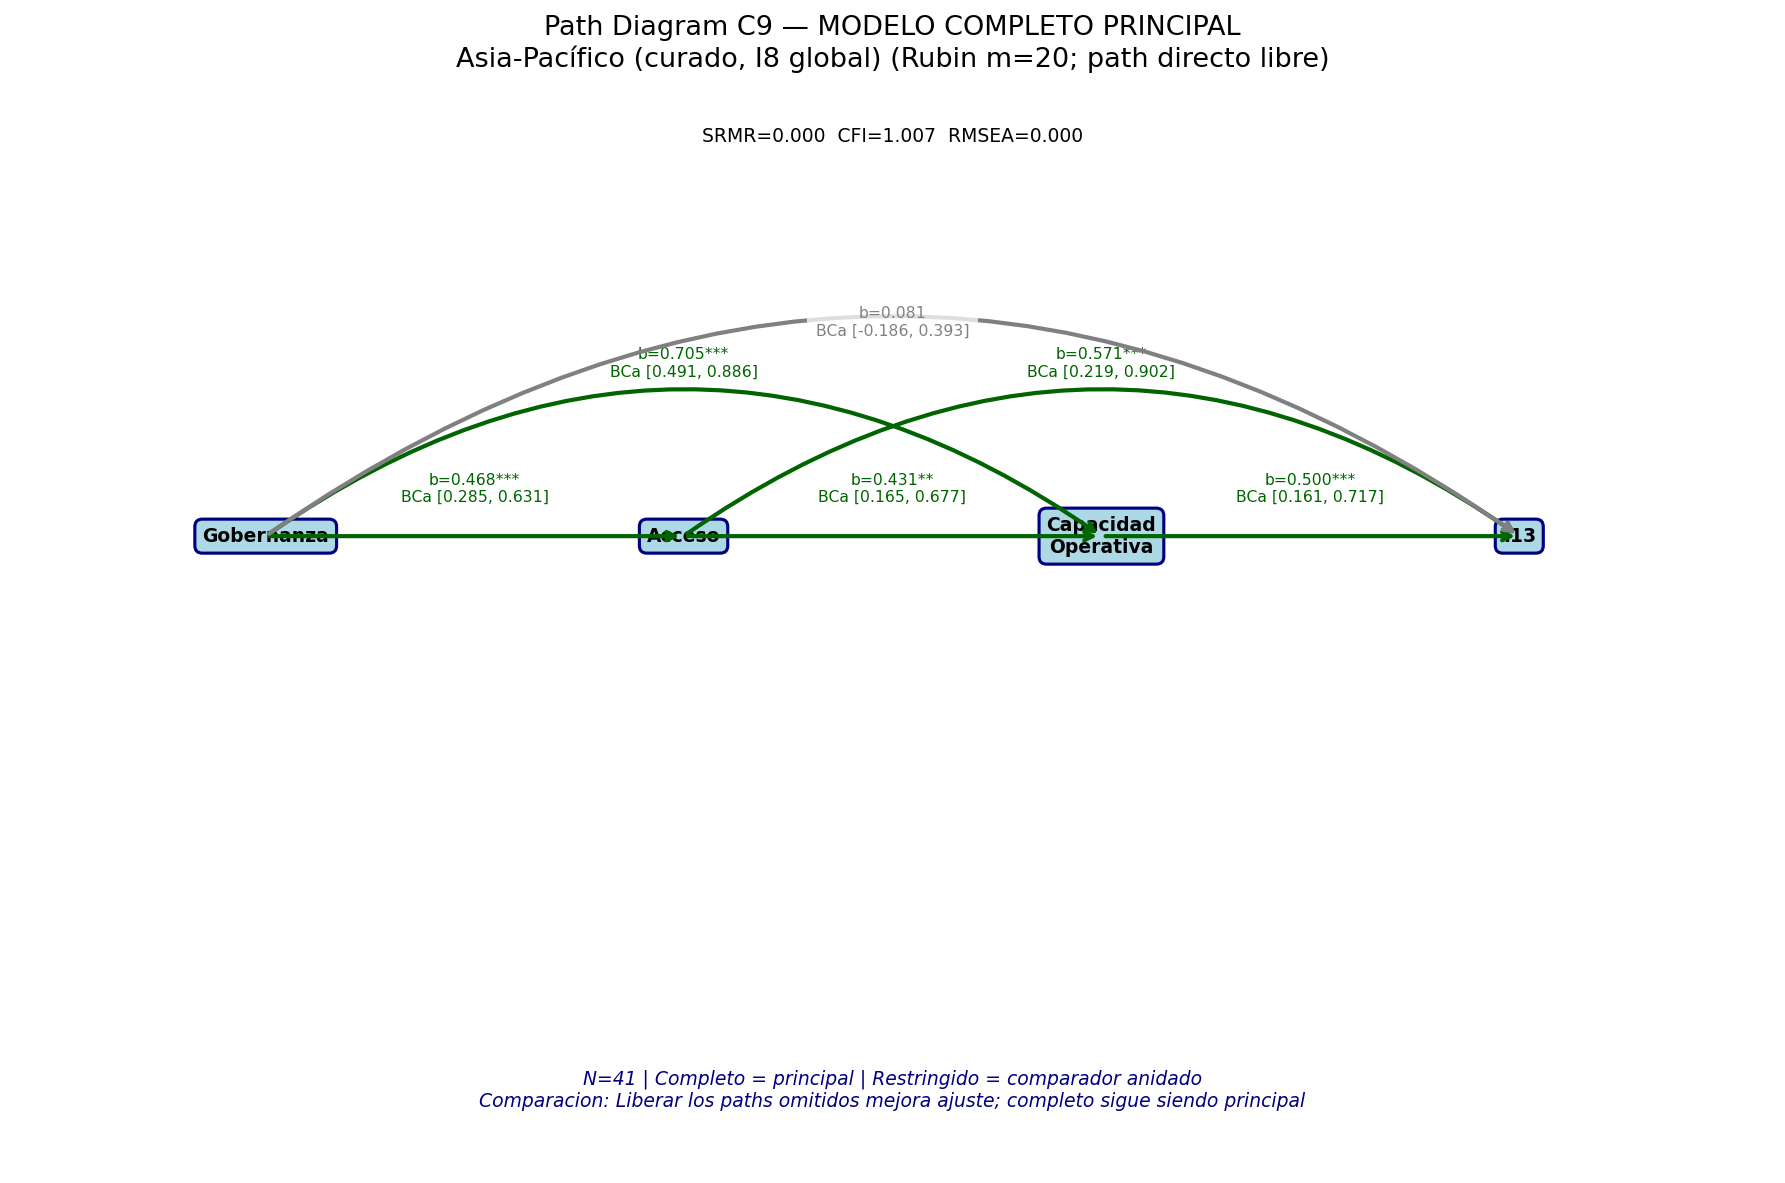 Path Diagram C9 — MODELO COMPLETO PRINCIPAL
Asia-Pacífico (curado, I8 global) (Rubin m=20; path directo libre)
SRMR=0.000 CFI=1.007 RMSEA=0.000
b=0.081
BCa [-0.186, 0.393]
b=0.705***
BCa [0.491, 0.886]
b=0.571***
BCa [0.219, 0.902]
b=0.468***
BCa [0.285, 0.631]
b=0.431**
BCa [0.165, 0.677]
b=0.500***
BCa [0.161, 0.717]
Gobernanza
Acceso
Capacidad
Operativa
N=41 | Completo = principal | Restringido = comparador anidado
Comparacion: Liberar los paths omitidos mejora ajuste; completo sigue siendo principal